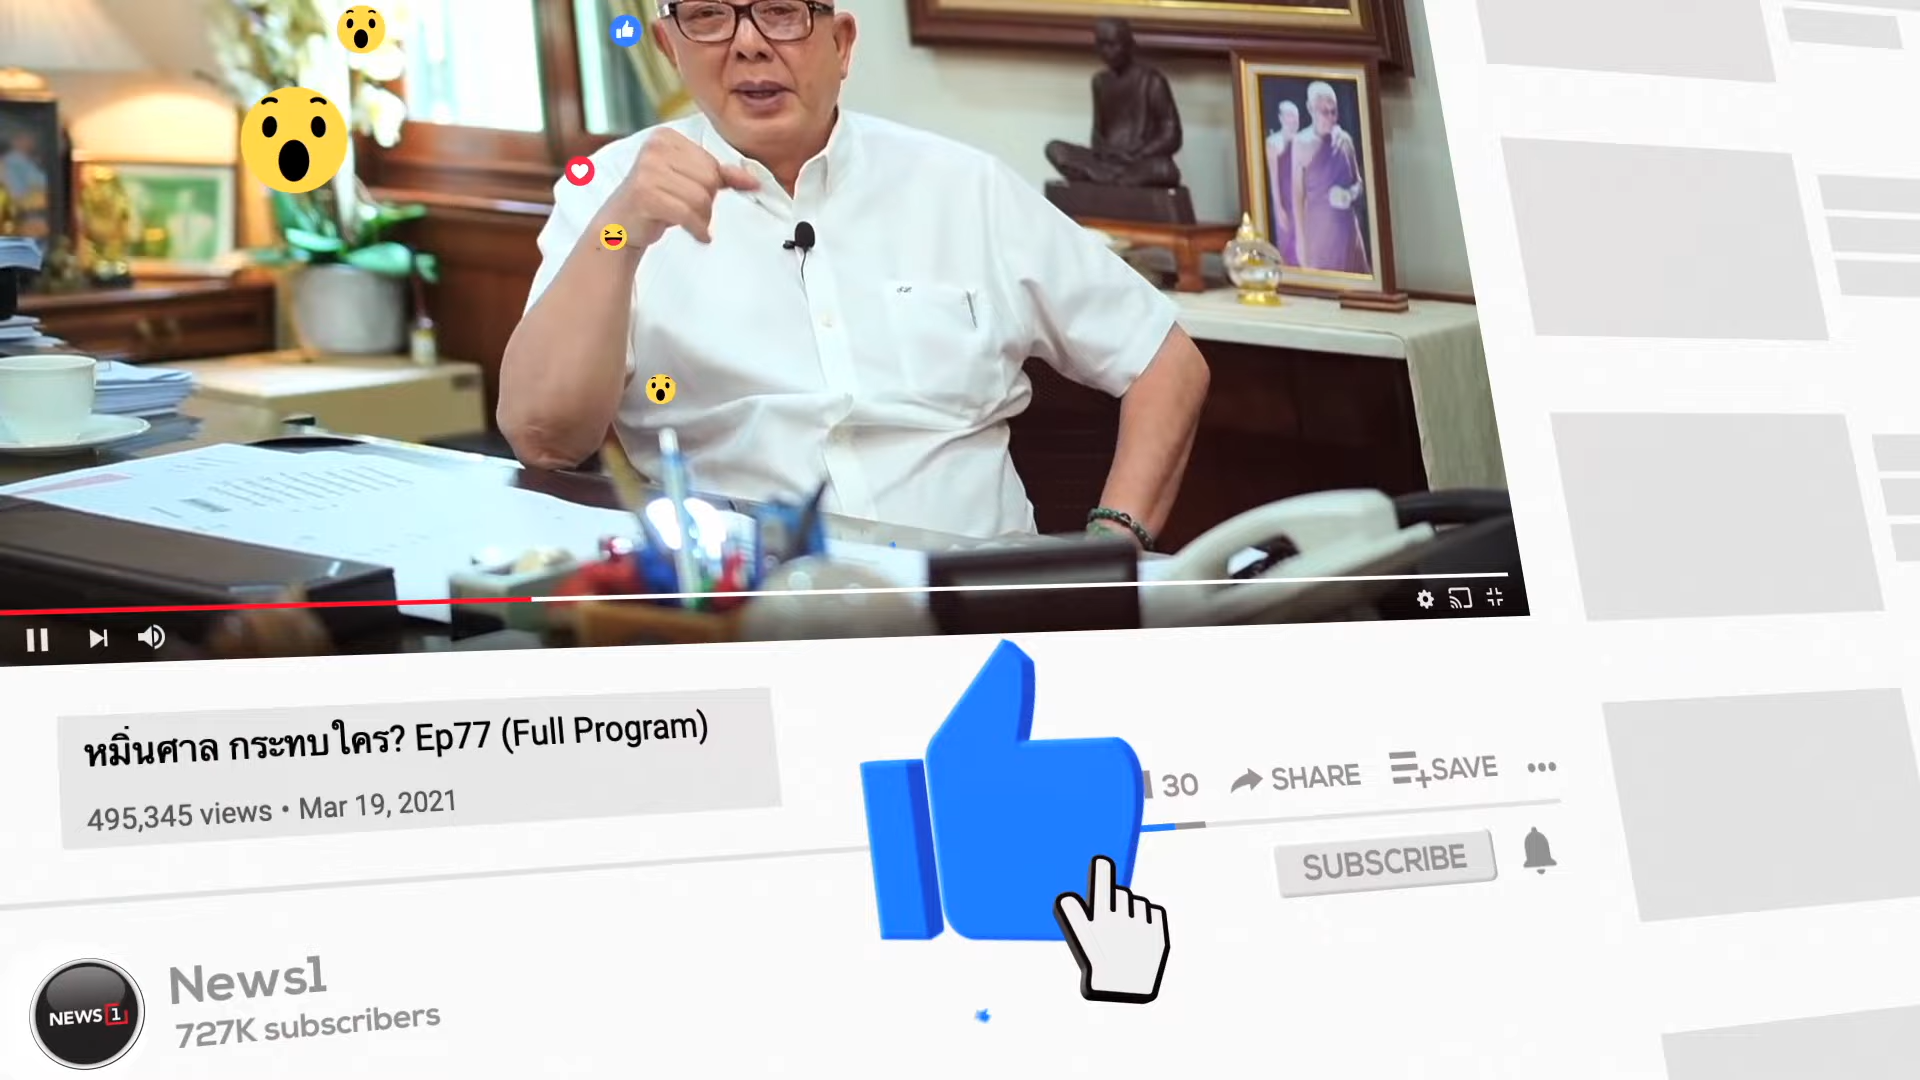 หมิ่นศาล กระทบใคร? Ep77 (Full Program)
495,345 views • Mar 19, 2021
30
SHARE
SAVE
SUBSCRIBE
NEWS 1
News1
727K subscribers